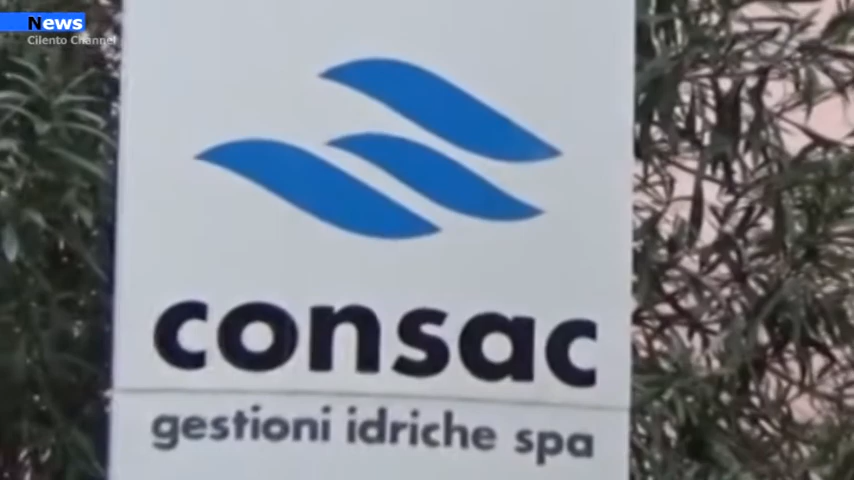 News
Cilento Channel
consac
gestioni idriche spa